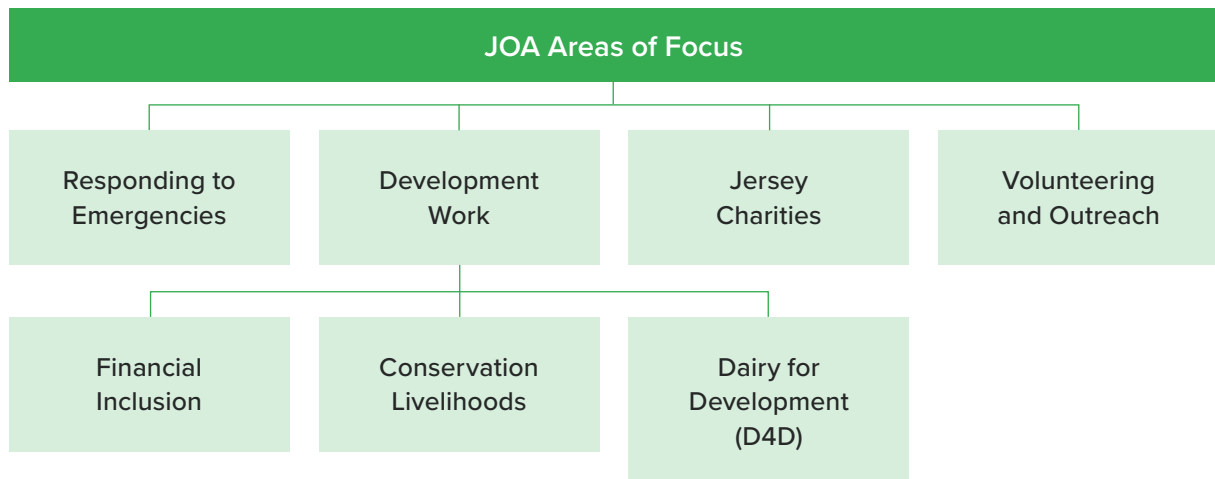 JOA Areas of Focus
Responding to
Emergencies
Development
Work
Jersey
Charities
Volunteering
and Outreach
Financial
Inclusion
Conservation
Livelihoods
Dairy for
Development
(D4D)